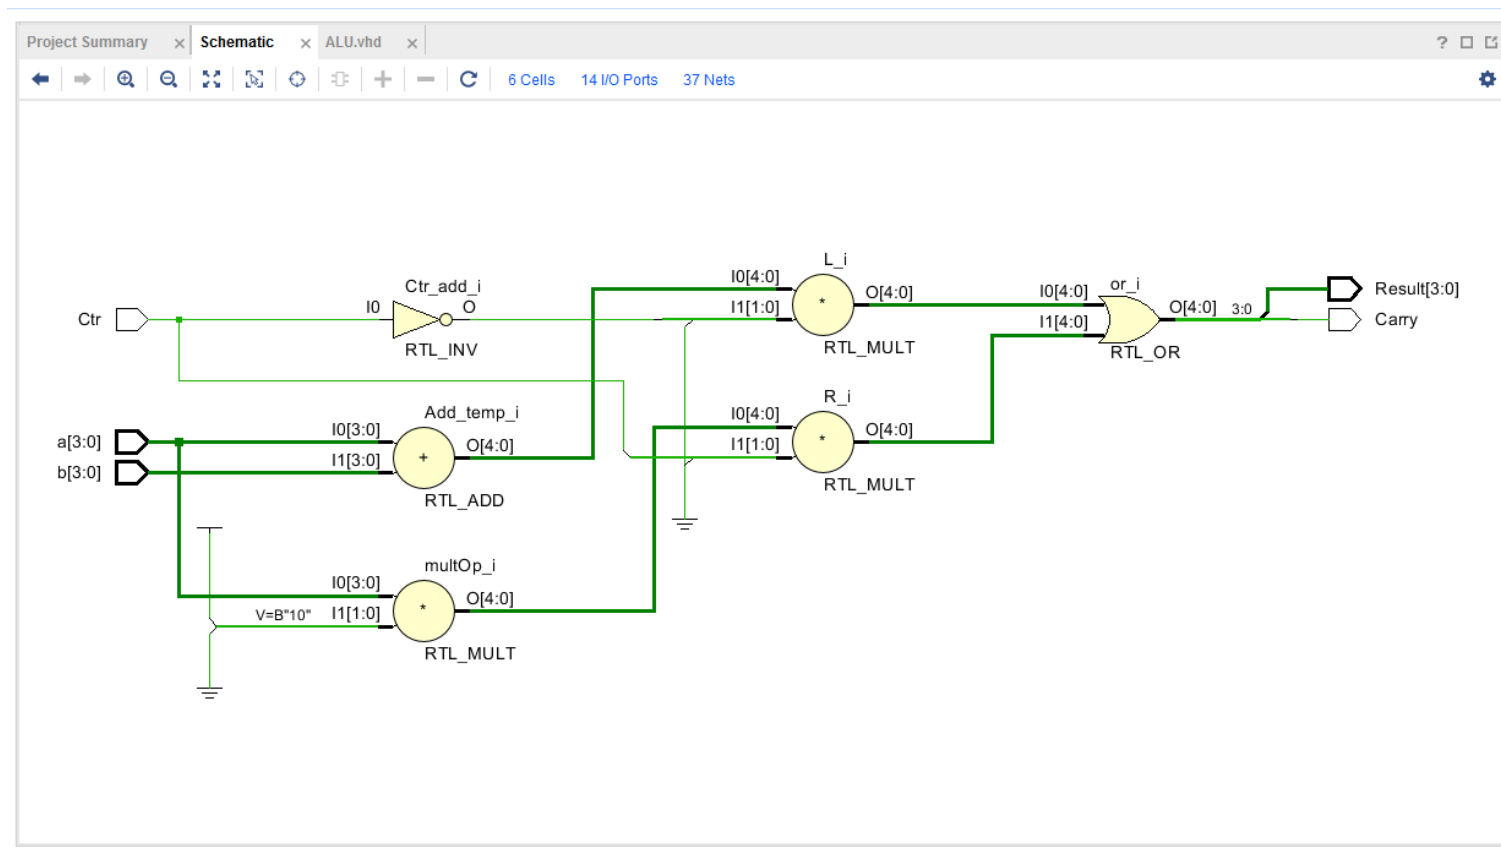 Project Summary × Schematic × ALU.vhd ×
6 Cells 14 I/O Ports 37 Nets
L_i
I0[4:0] O[4:0]
I1[1:0]
RTL_MULT
Ctr_add_i
I0 O
RTL_INV
Ctr
or_i
I0[4:0] O[4:0] 3:0
I1[4:0]
RTL_OR
Result[3:0]
Carry
R_i
I0[4:0] O[4:0]
I1[1:0]
RTL_MULT
Add_temp_i
a[3:0] I0[3:0] O[4:0]
b[3:0] I1[3:0]
+
RTL_ADD
multOp_i
I0[3:0] O[4:0]
V=B"10" I1[1:0]
*
RTL_MULT